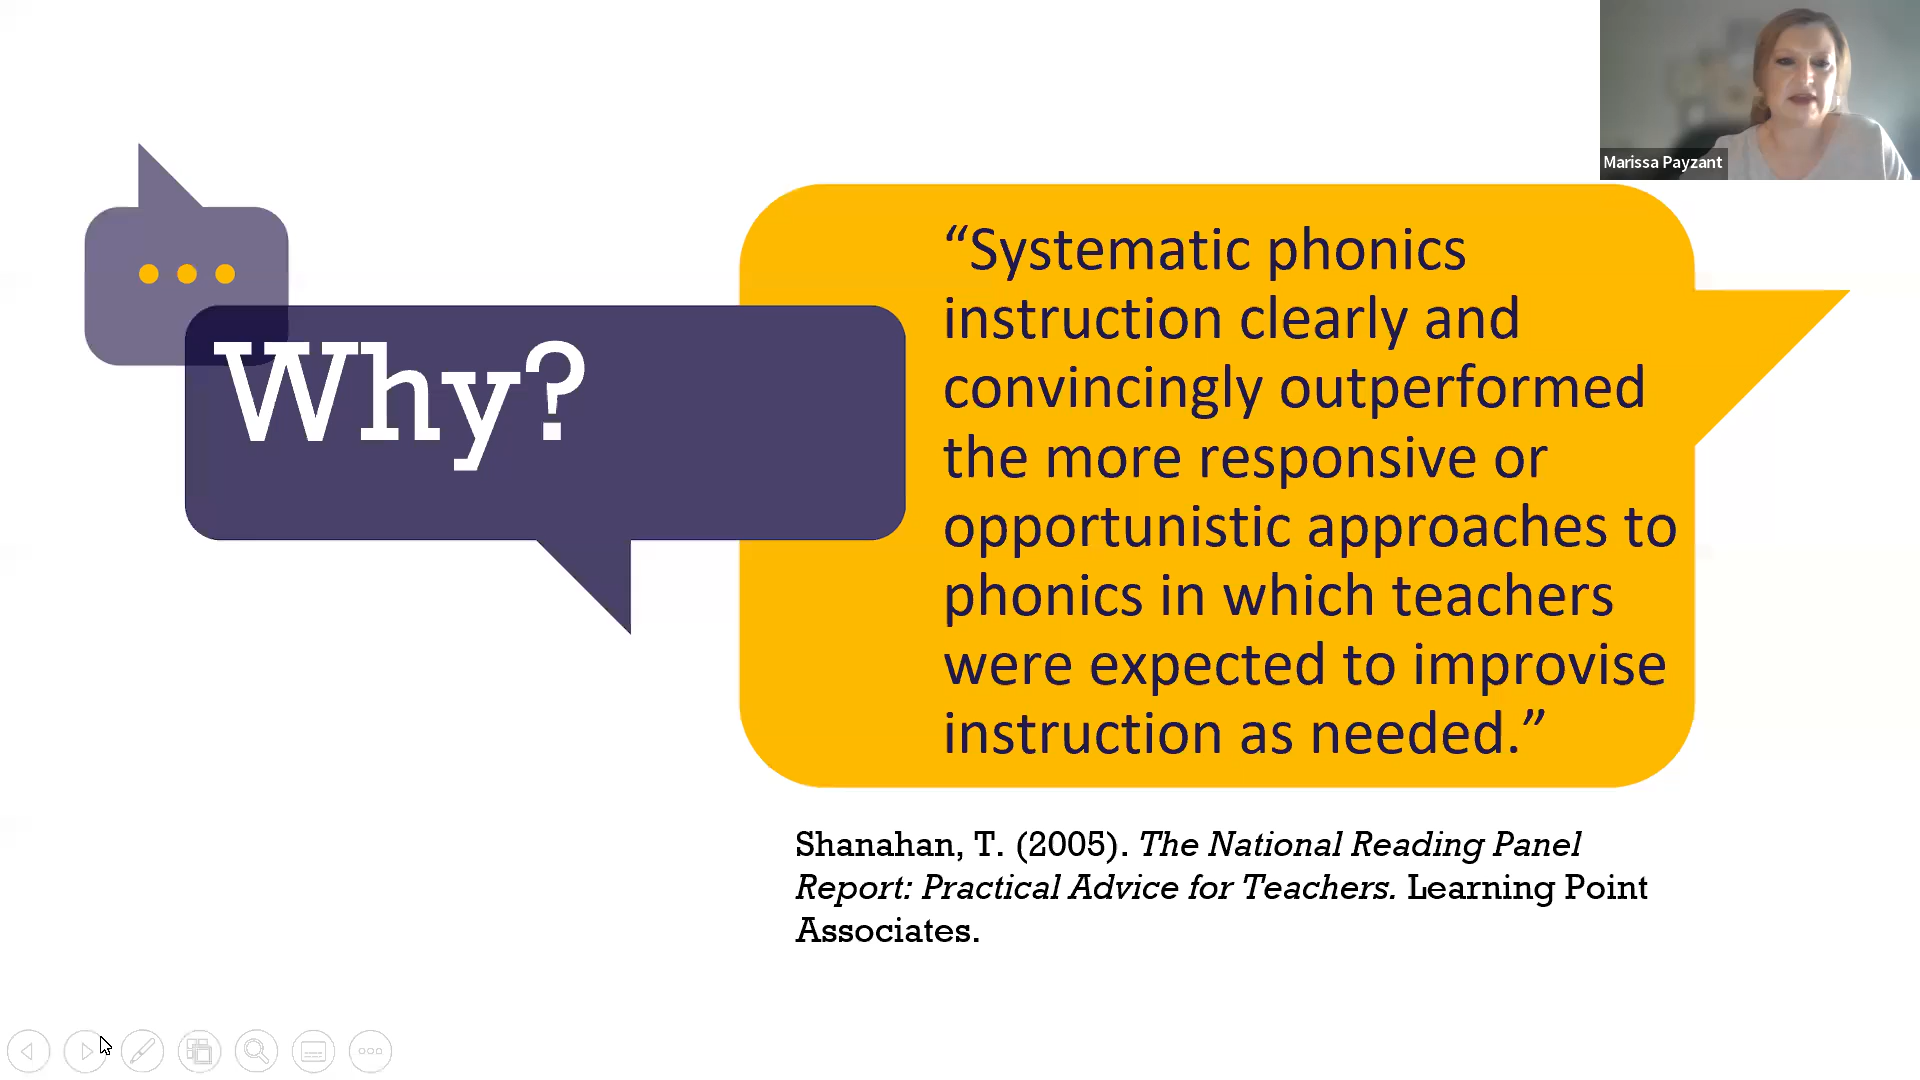 Marissa Payzant
Why?
“Systematic phonics
instruction clearly and
convincingly outperformed
the more responsive or
opportunistic approaches to
phonics in which teachers
were expected to improvise
instruction as needed.”
Shanahan, T. (2005). The National Reading Panel
Report: Practical Advice for Teachers. Learning Point
Associates.